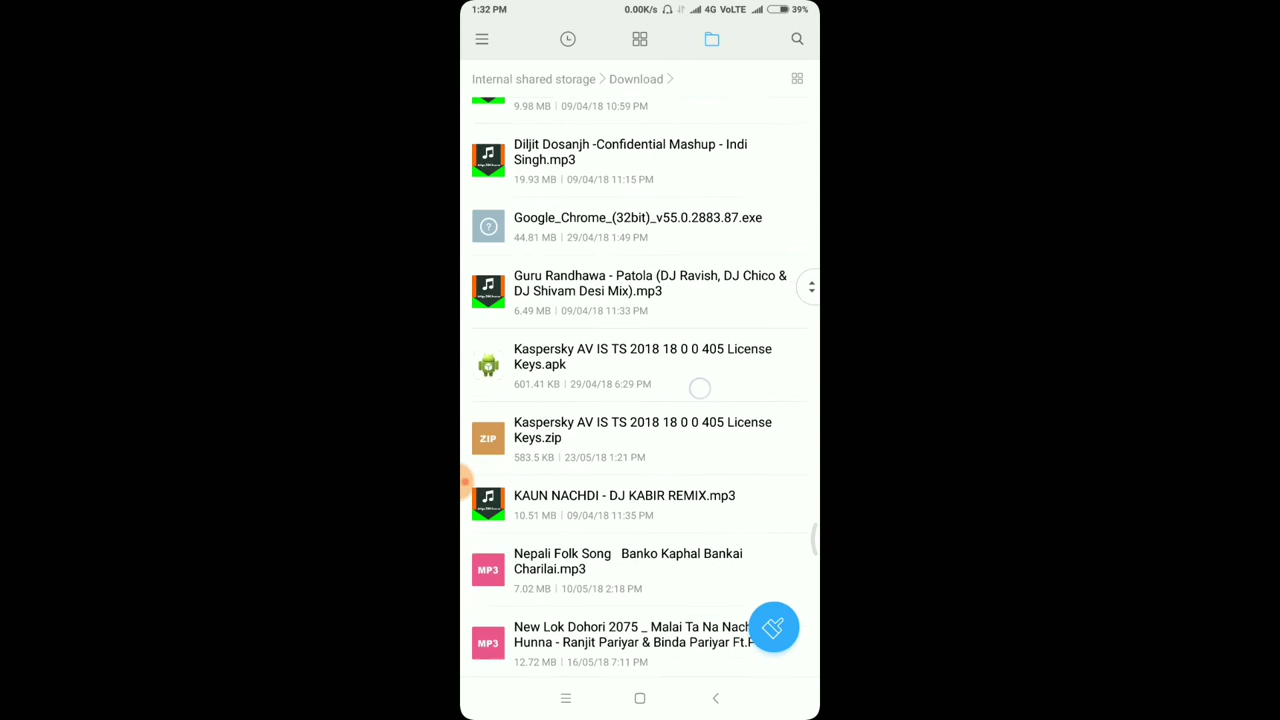 1:32 PM 0.00K/s 4G VoLTE 39%
Internal shared storage > Download >
9.98 MB | 09/04/18 10:59 PM
Diljit Dosanjh -Confidential Mashup - Indi
Singh.mp3
19.93 MB | 09/04/18 11:15 PM
Google_Chrome_(32bit)_v55.0.2883.87.exe
44.81 MB | 29/04/18 1:49 PM
Guru Randhawa - Patola (DJ Ravish, DJ Chico &
DJ Shivam Desi Mix).mp3
6.49 MB | 09/04/18 11:33 PM
Kaspersky AV IS TS 2018 18 0 0 405 License
Keys.apk
601.41 KB | 29/04/18 6:29 PM
Kaspersky AV IS TS 2018 18 0 0 405 License
ZIP Keys.zip
583.5 KB | 23/05/18 1:21 PM
KAUN NACHDI - DJ KABIR REMIX.mp3
10.51 MB | 09/04/18 11:35 PM
Nepali Folk Song Banko Kaphal Bankai
MP3 Charilai.mp3
7.02 MB | 10/05/18 2:18 PM
New Lok Dohori 2075 _ Malai Ta Na Nach
MP3 Hunna - Ranjit Pariyar & Binda Pariyar Ft.
12.72 MB | 16/05/18 7:11 PM